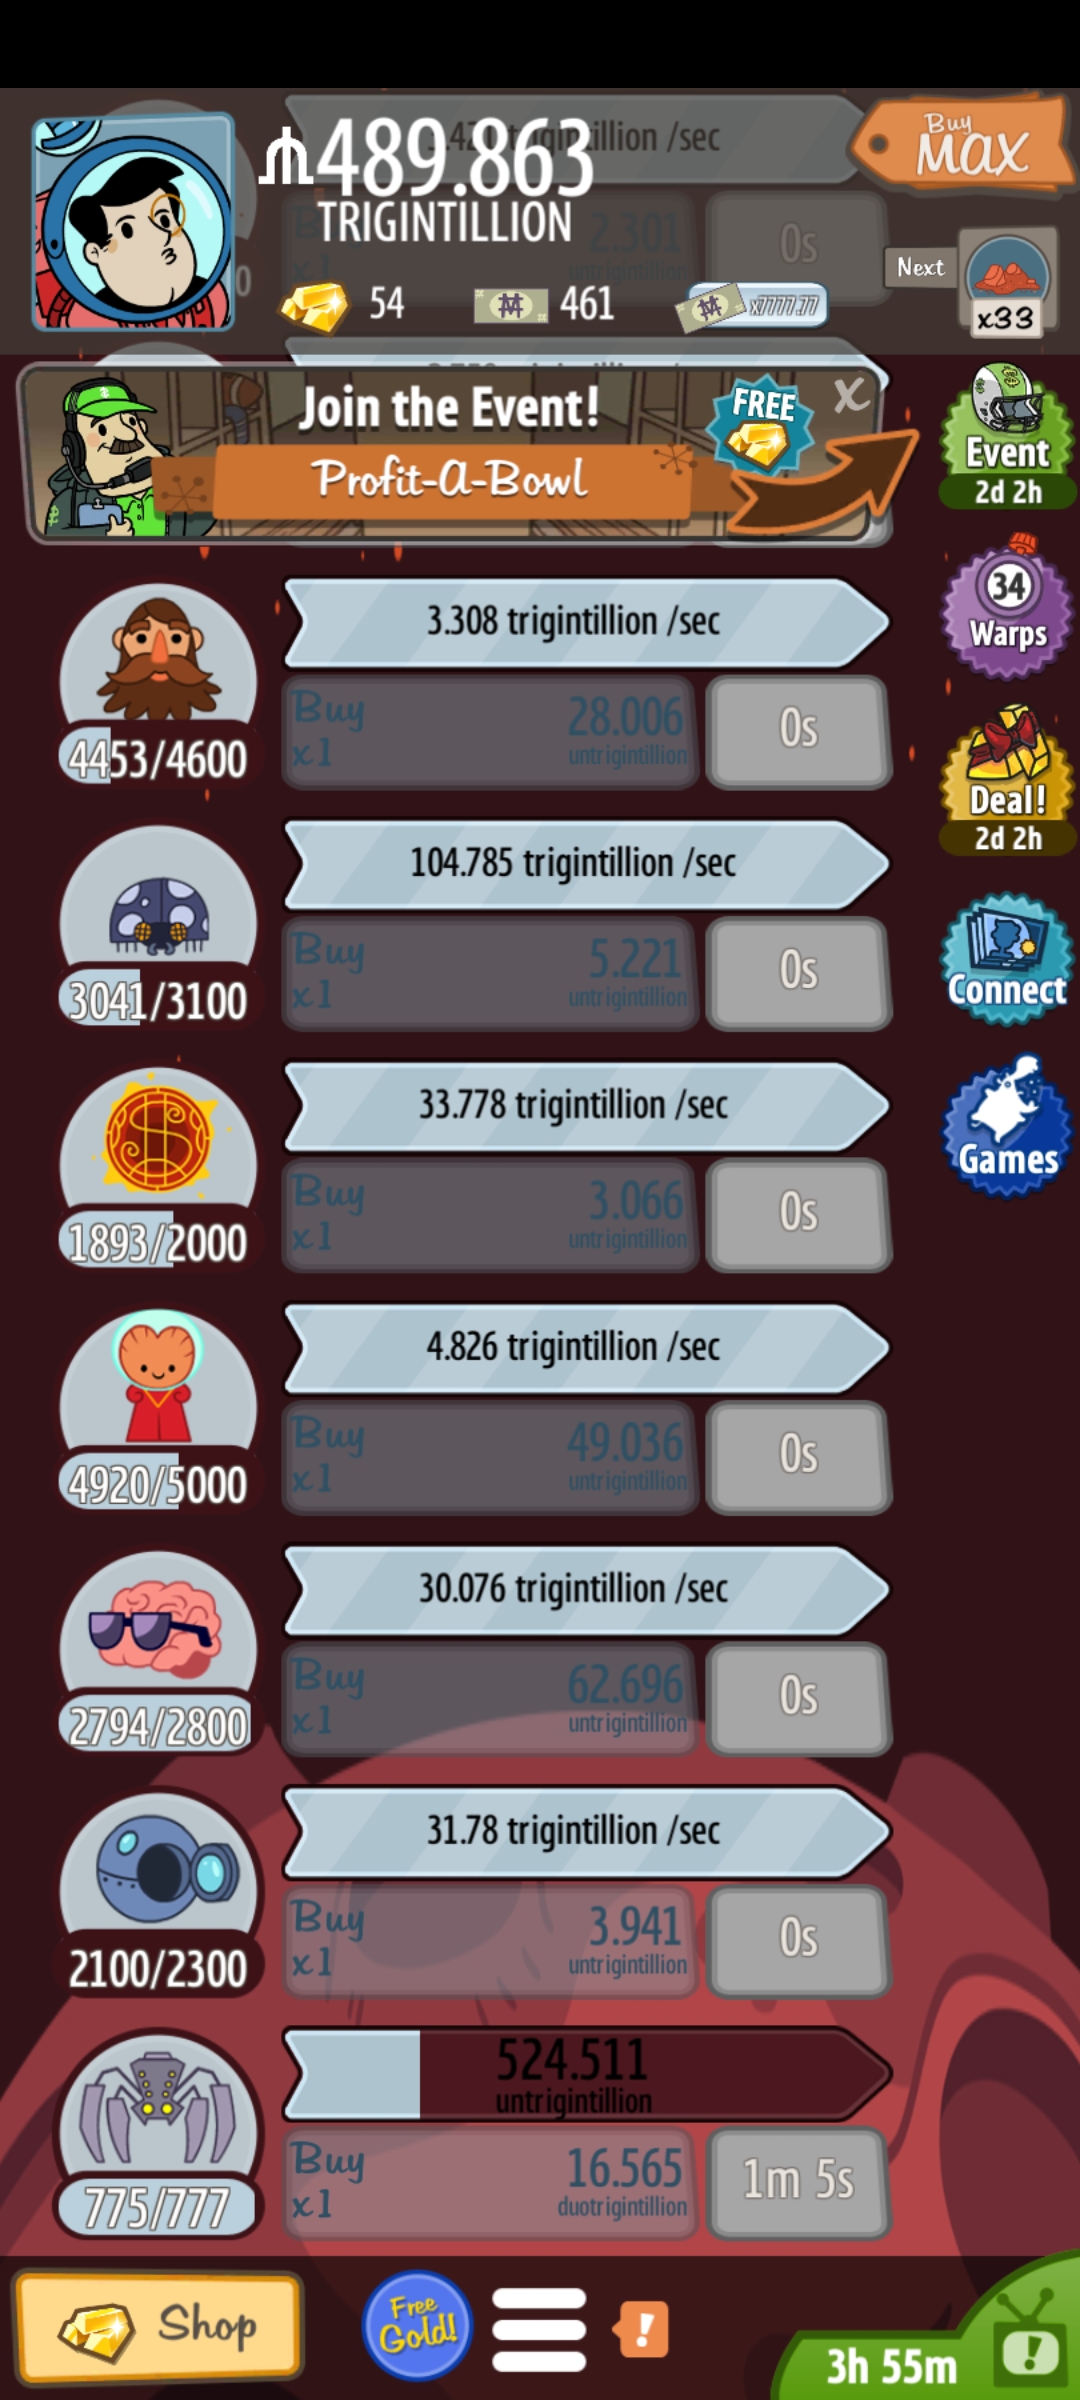 ₥489.863
TRIGINTILLION
Buy
MAX
trigintillion /sec
2.301
untrigintillion
0s
54
461
x7777.77
Next
x33
Join the Event!
Profit-A-Bowl
FREE
X
Event
2d 2h
3.308 trigintillion /sec
34
Warps
Buy
x1
28.006
untrigintillion
0s
4453/4600
Deal!
2d 2h
104.785 trigintillion /sec
Buy
x1
5.221
untrigintillion
0s
3041/3100
Connect
33.778 trigintillion /sec
Games
Buy
x1
3.066
untrigintillion
0s
1893/2000
4.826 trigintillion /sec
Buy
x1
49.036
untrigintillion
0s
4920/5000
30.076 trigintillion /sec
Buy
x1
62.696
untrigintillion
0s
2794/2800
31.78 trigintillion /sec
Buy
x1
3.941
untrigintillion
0s
2100/2300
524.511
untrigintillion
Buy
x1
16.565
duotrigintillion
1m 5s
775/777
Shop
Free
Gold!
!
3h 55m
!